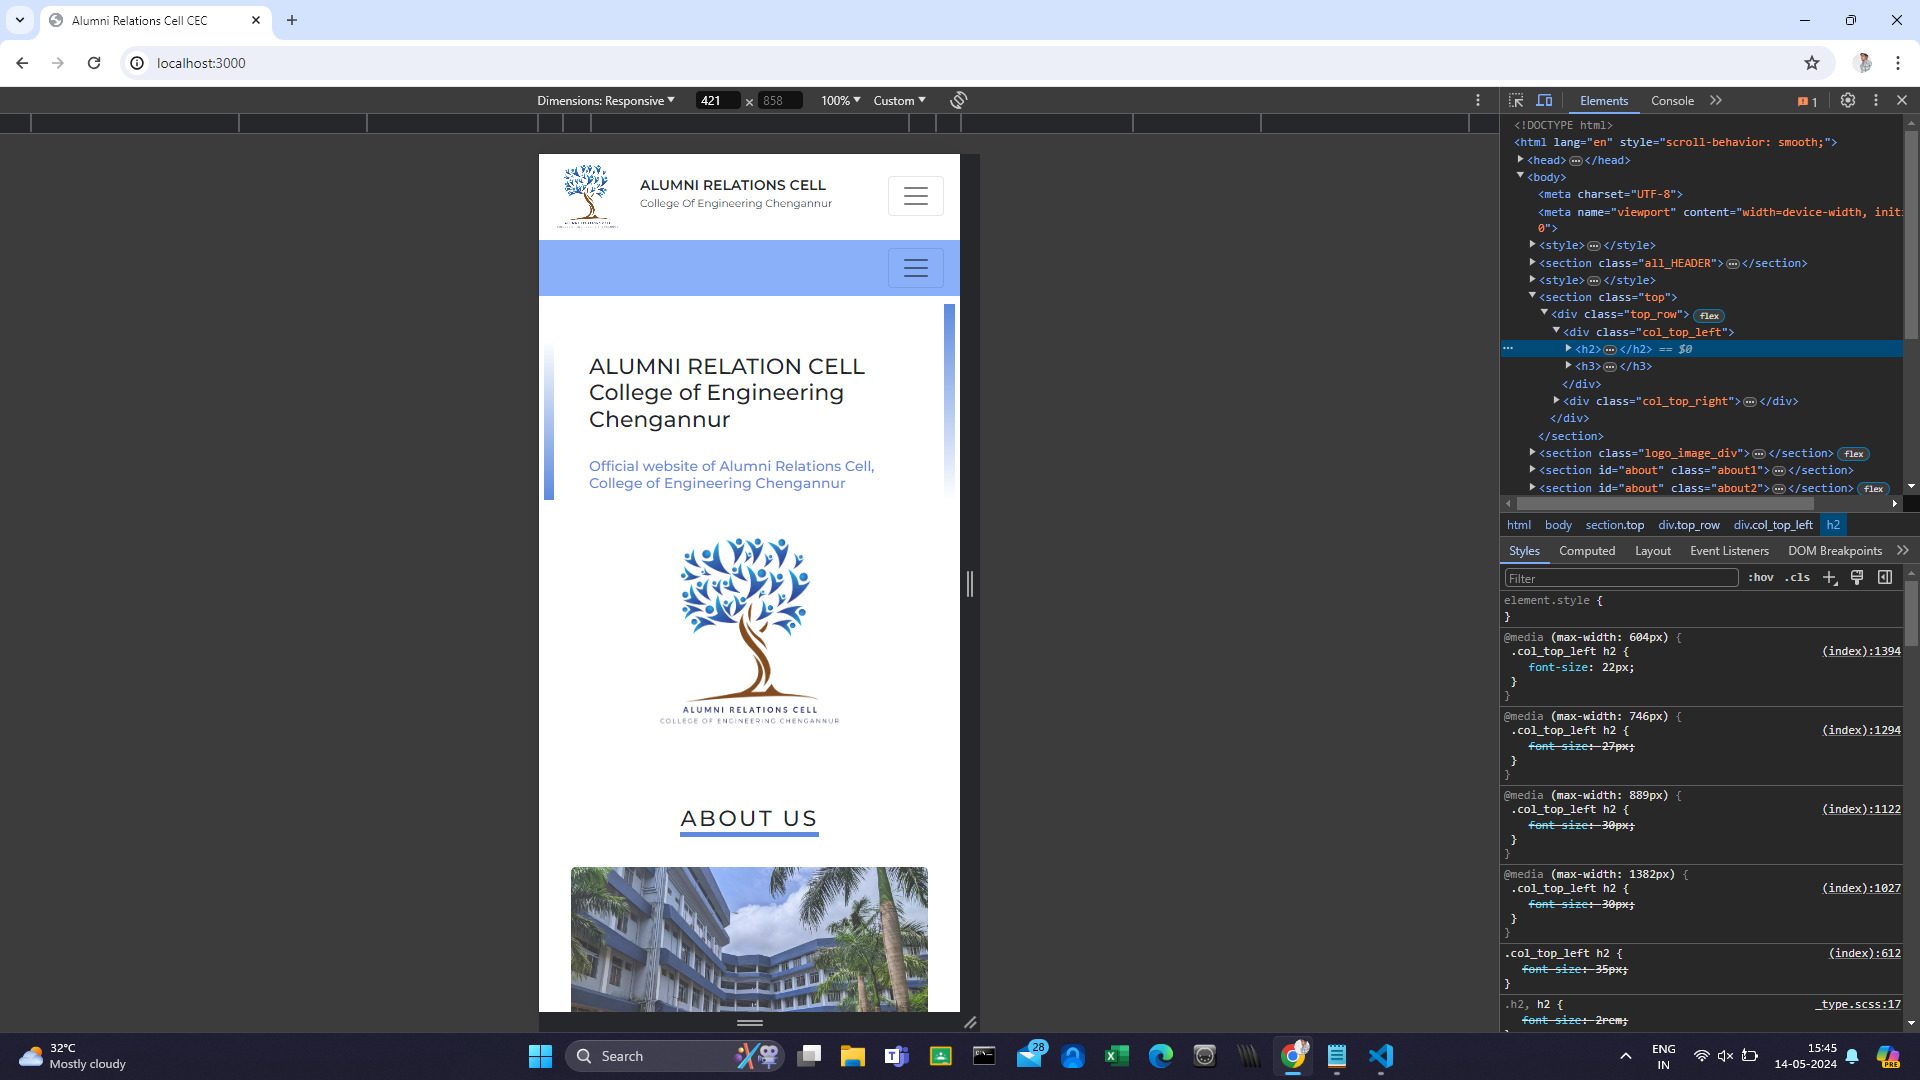 Alumni Relations Cell CEC
localhost:3000
Dimensions: Responsive 421 × 858 100% Custom
ALUMNI RELATIONS CELL
College Of Engineering Chengannur
ALUMNI RELATION CELL
College of Engineering
Chengannur
Official website of Alumni Relations Cell,
College of Engineering Chengannur
ALUMNI RELATIONS CELL
COLLEGE OF ENGINEERING CHENGANNUR
ABOUT US
Elements Console 1
<!DOCTYPE html>
<html lang="en" style="scroll-behavior: smooth;">
<head>…</head>
<body>
<meta charset="UTF-8">
<meta name="viewport" content="width=device-width, init
0">
<style>…</style>
<section class="all_HEADER">…</section>
<style>…</style>
<section class="top">
<div class="top_row"> flex
<div class="col_top_left">
… <h2>…</h2> == $0
<h3>…</h3>
</div>
<div class="col_top_right">…</div>
</div>
</section>
<section class="logo_image_div">…</section> flex
<section id="about" class="about1">…</section>
<section id="about" class="about2">…</section> flex
html body section.top div.top_row div.col_top_left h2
Styles Computed Layout Event Listeners DOM Breakpoints
Filter :hov .cls
element.style {
}
@media (max-width: 604px) {
.col_top_left h2 { (index):1394
font-size: 22px;
}
}
@media (max-width: 746px) {
.col_top_left h2 { (index):1294
font-size: 27px;
}
}
@media (max-width: 889px) {
.col_top_left h2 { (index):1122
font-size: 30px;
}
}
@media (max-width: 1382px) {
.col_top_left h2 { (index):1027
font-size: 30px;
}
}
.col_top_left h2 { (index):612
font-size: 35px;
}
.h2, h2 { _type.scss:17
font-size: 2rem;
32°C
Mostly cloudy
Search
28
ENG
IN
15:45
14-05-2024
PRE